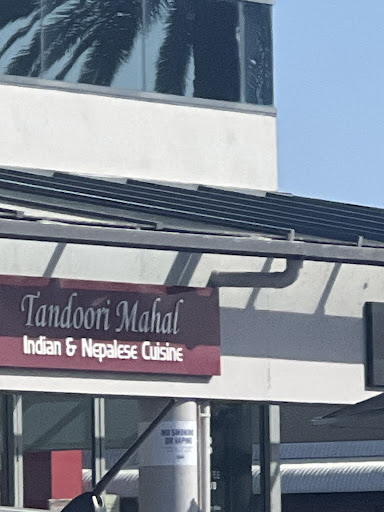 Tandoori Mahal
Indian & Nepalese Cuisine
NO SMOKING
OR VAPING